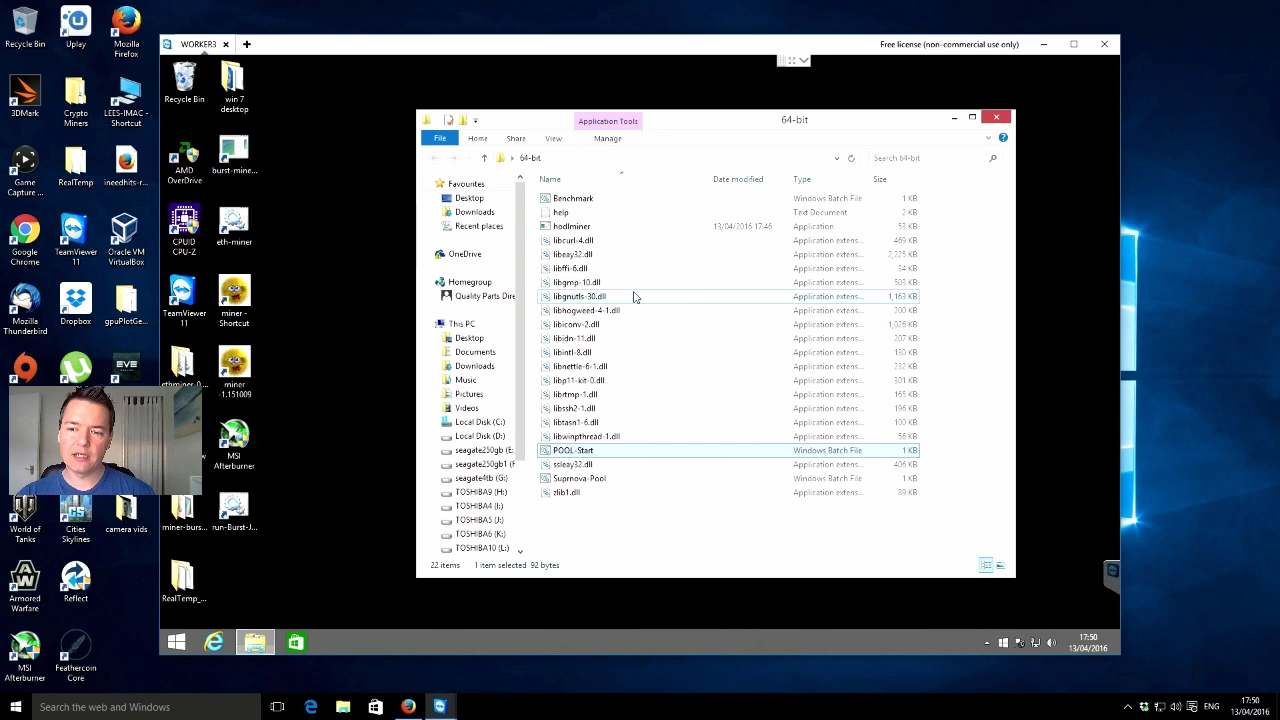 Recycle Bin
Uplay
Mozilla
Firefox
3DMark
Crypto
Miners
LEES-IMAC -
Shortcut
Game
Capture ...
RealTemp
ineedhits-r...
Google
Chrome
TeamViewer
11
Oracle VM
VirtualBox
Mozilla
Thunderbird
Dropbox
gpuPlotGe...
EVE
World of
Tanks
Cities
Skylines
camera vids
Armored
Warfare
Reflect
MSI
Afterburner
Feathercoin
Core
WORKER3
Free license (non-commercial use only)
Recycle Bin
win 7
desktop
AMD
OverDrive
burst-mine...
CPUID
CPU-Z
eth-miner
TeamViewer
11
miner -
Shortcut
ethminer-0...
miner
-1.151009
MSI
Afterburner
miner-burs...
run-Burst-J...
RealTemp_...
Application Tools
64-bit
File
Home
Share
View
Manage
64-bit
Search 64-bit
Favourites
Desktop
Downloads
Recent places
OneDrive
Homegroup
Quality Parts Dire
This PC
Desktop
Documents
Downloads
Music
Pictures
Videos
Local Disk (C:)
Local Disk (D:)
seagate250gb (E:
seagate250gb1 (F
seagate4tb (G:)
TOSHIBA9 (H:)
TOSHIBA4 (I:)
TOSHIBA5 (J:)
TOSHIBA6 (K:)
TOSHIBA10 (L:)
Name Date modified Type Size
Benchmark Windows Batch File 1 KB
help Text Document 2 KB
hodlminer 13/04/2016 17:46 Application 53 KB
libcurl-4.dll Application extens... 469 KB
libeay32.dll Application extens... 2,225 KB
libffi-6.dll Application extens... 34 KB
libgmp-10.dll Application extens... 503 KB
libgnutls-30.dll Application extens... 1,163 KB
libhogweed-4-1.dll Application extens... 200 KB
libiconv-2.dll Application extens... 1,026 KB
libidn-11.dll Application extens... 207 KB
libintl-8.dll Application extens... 130 KB
libnettle-6-1.dll Application extens... 232 KB
libp11-kit-0.dll Application extens... 301 KB
librtmp-1.dll Application extens... 165 KB
libssh2-1.dll Application extens... 196 KB
libtasn1-6.dll Application extens... 100 KB
libwinpthread-1.dll Application extens... 56 KB
POOL-Start Windows Batch File 1 KB
ssleay32.dll Application extens... 406 KB
Suprnova-Pool Windows Batch File 1 KB
zlib1.dll Application extens... 89 KB
22 items 1 item selected 92 bytes
17:50
13/04/2016
Search the web and Windows
ENG
17:50
13/04/2016